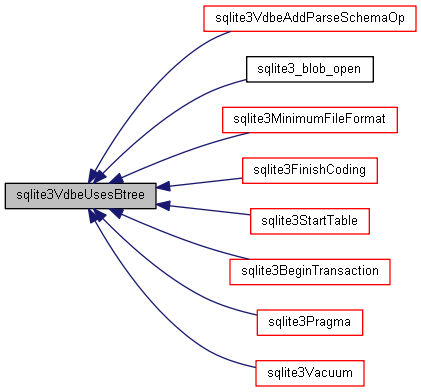 sqlite3VdbeAddParseSchemaOp
sqlite3_blob_open
sqlite3MinimumFileFormat
sqlite3FinishCoding
sqlite3VdbeUsesBtree
sqlite3StartTable
sqlite3BeginTransaction
sqlite3Pragma
sqlite3Vacuum